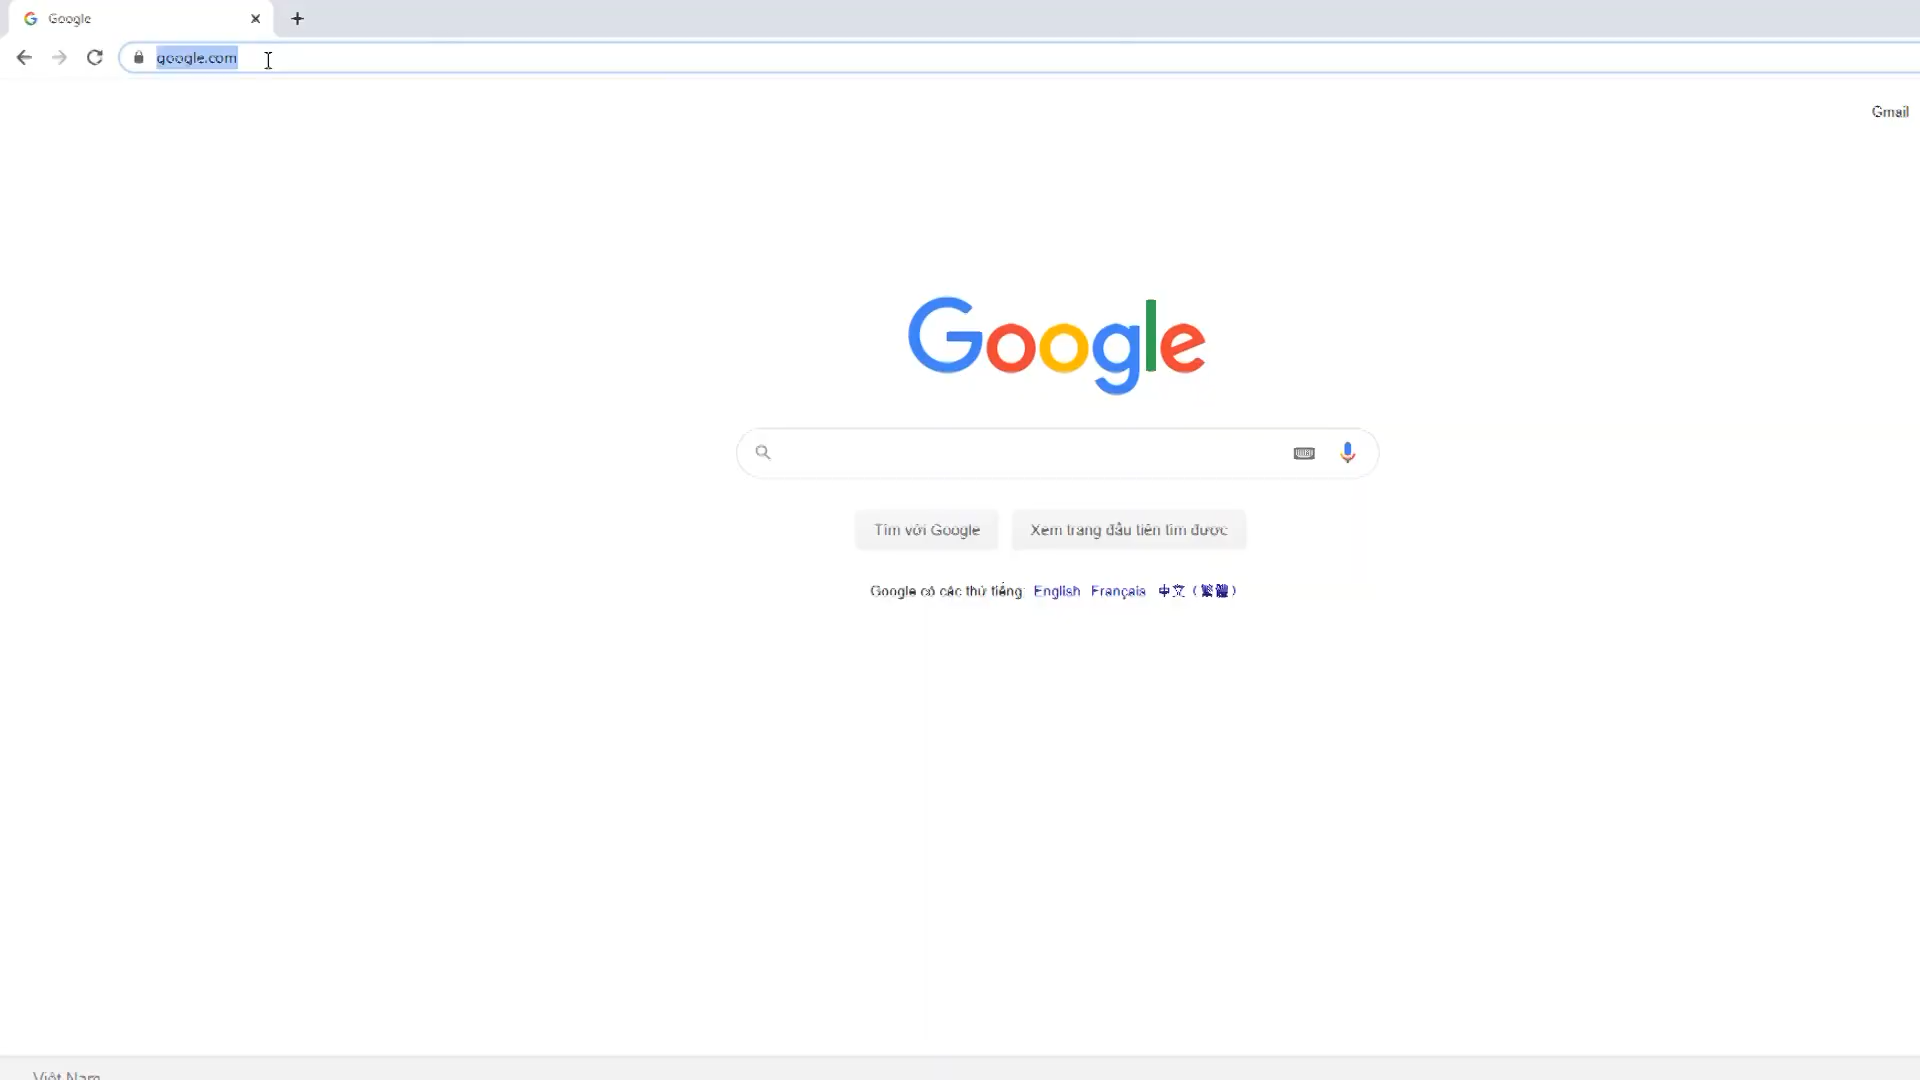 Google
google.com
Gmail
Google
Tìm với Google
Xem trang đầu tiên tìm được
Google có các thứ tiếng: English Français 中文（繁體）
Việt Nam